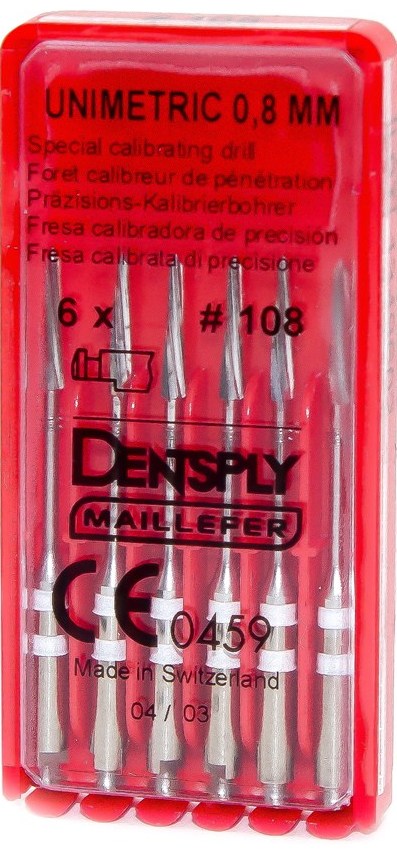 UNIMETRIC 0,8 MM
Special calibrating drill
Foret calibreur de pénétration
Präzisions-Kalibrierbohrer
Fresa calibradora de precisión
Fresa calibrata di precisione
6 x # 108
DENTSPLY
MAILLEFER
CE 0459
Made in Switzerland
04 / 03